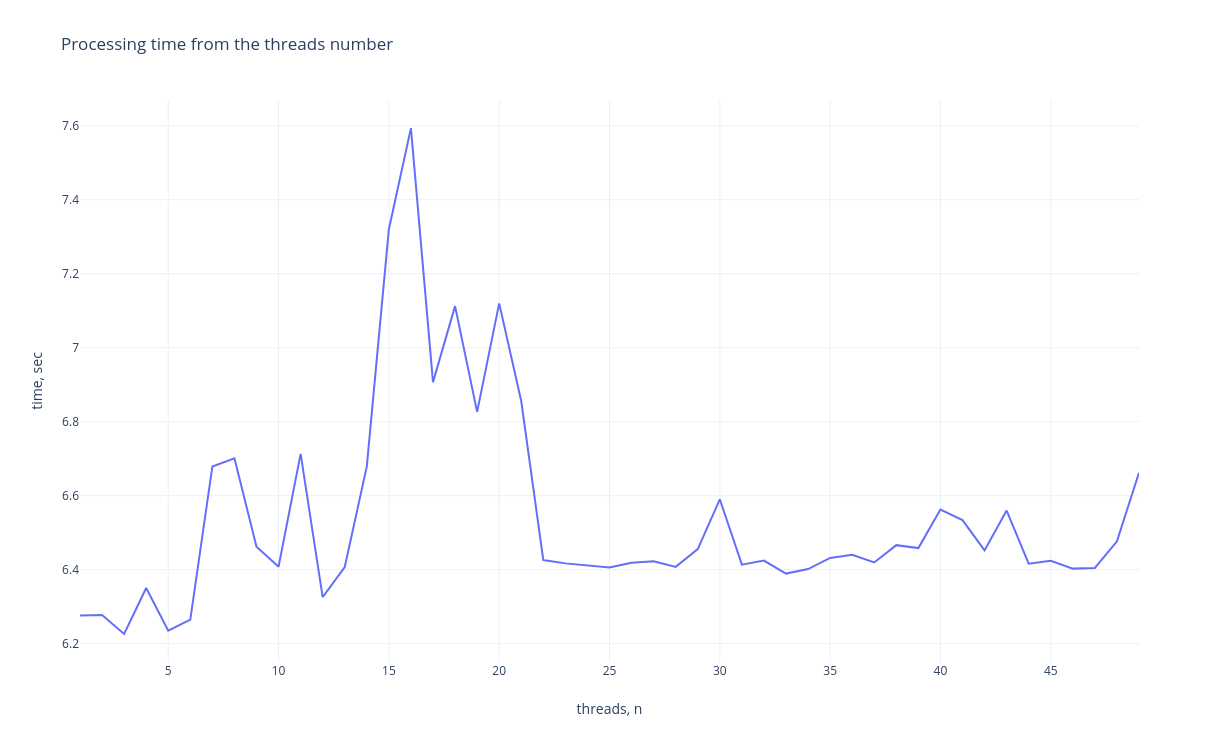 Processing time from the threads number
7.6
7.4
7.2
7
6.8
6.6
6.4
6.2
time, sec
5 10 15 20 25 30 35 40 45
threads, n